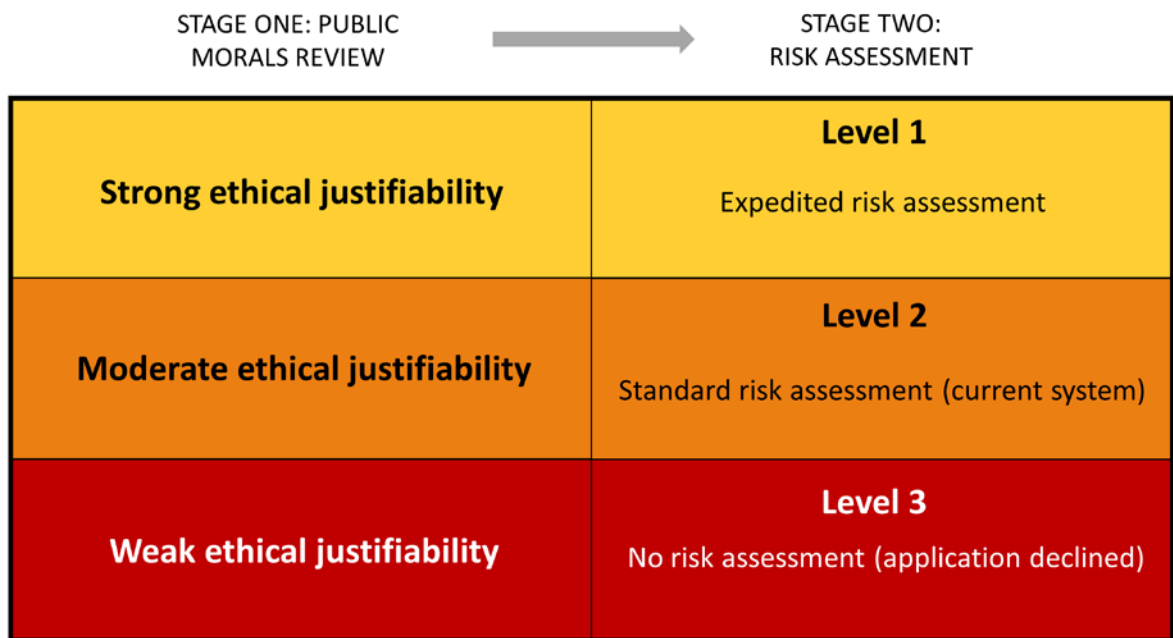 STAGE ONE: PUBLIC
MORALS REVIEW
STAGE TWO:
RISK ASSESSMENT
Strong ethical justifiability
Level 1
Expedited risk assessment
Moderate ethical justifiability
Level 2
Standard risk assessment (current system)
Weak ethical justifiability
Level 3
No risk assessment (application declined)